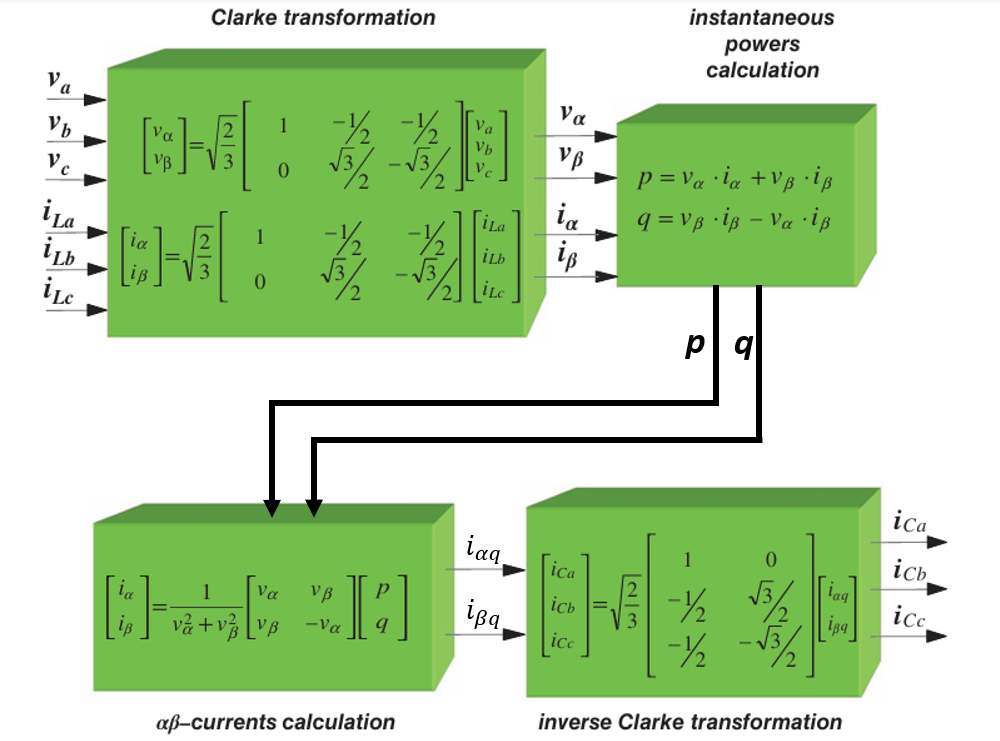 Clarke transformation
instantaneous
powers
calculation
v_a
v_b
v_c
i_La
i_Lb
i_Lc
[v_α v_β] = √(2/3) [1 -1/2 -1/2; 0 √3/2 -√3/2] [v_a v_b v_c]
[i_α i_β] = √(2/3) [1 -1/2 -1/2; 0 √3/2 -√3/2] [i_La i_Lb i_Lc]
v_α
v_β
i_α
i_β
p = v_α · i_α + v_β · i_β
q = v_β · i_β − v_α · i_β
p q
[i_α i_β] = 1/(v_α² + v_β²) [v_α v_β; v_β -v_α] [p q]
i_αq
i_βq
[i_Ca i_Cb i_Cc] = √(2/3) [1 0; -1/2 √3/2; -1/2 -√3/2] [i_αq i_βq]
i_Ca
i_Cb
i_Cc
αβ–currents calculation
inverse Clarke transformation